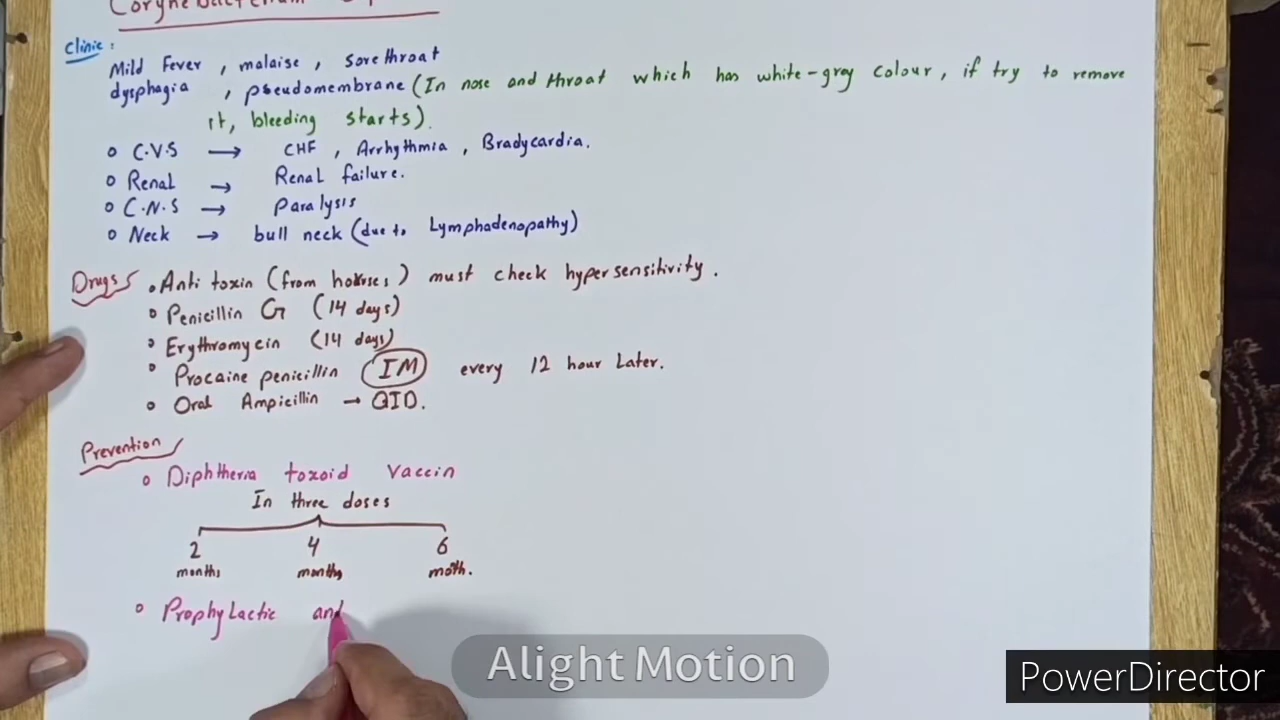 Corynebacterium
Clinic :
Mild Fever , malaise , Sore throat
dysphagia , pseudomembrane (In nose and throat which has white-gray colour, if try to remove
it, bleeding starts).
C.V.S → CHF , Arrhythmia , Bradycardia.
Renal → Renal failure.
C.N.S → Paralysis
Neck → bull neck (due to Lymphadenopathy)
Drugs
Anti toxin (from horses) must check hypersensitivity.
Penicillin G (14 days)
Erythromycin (14 days)
Procaine penicillin (IM) every 12 hour Later.
Oral Ampicillin → QID.
Prevention
Diphtheria toxoid Vaccin
In three doses
2 4 6
months months moth.
Prophylactic and
Alight Motion
PowerDirector